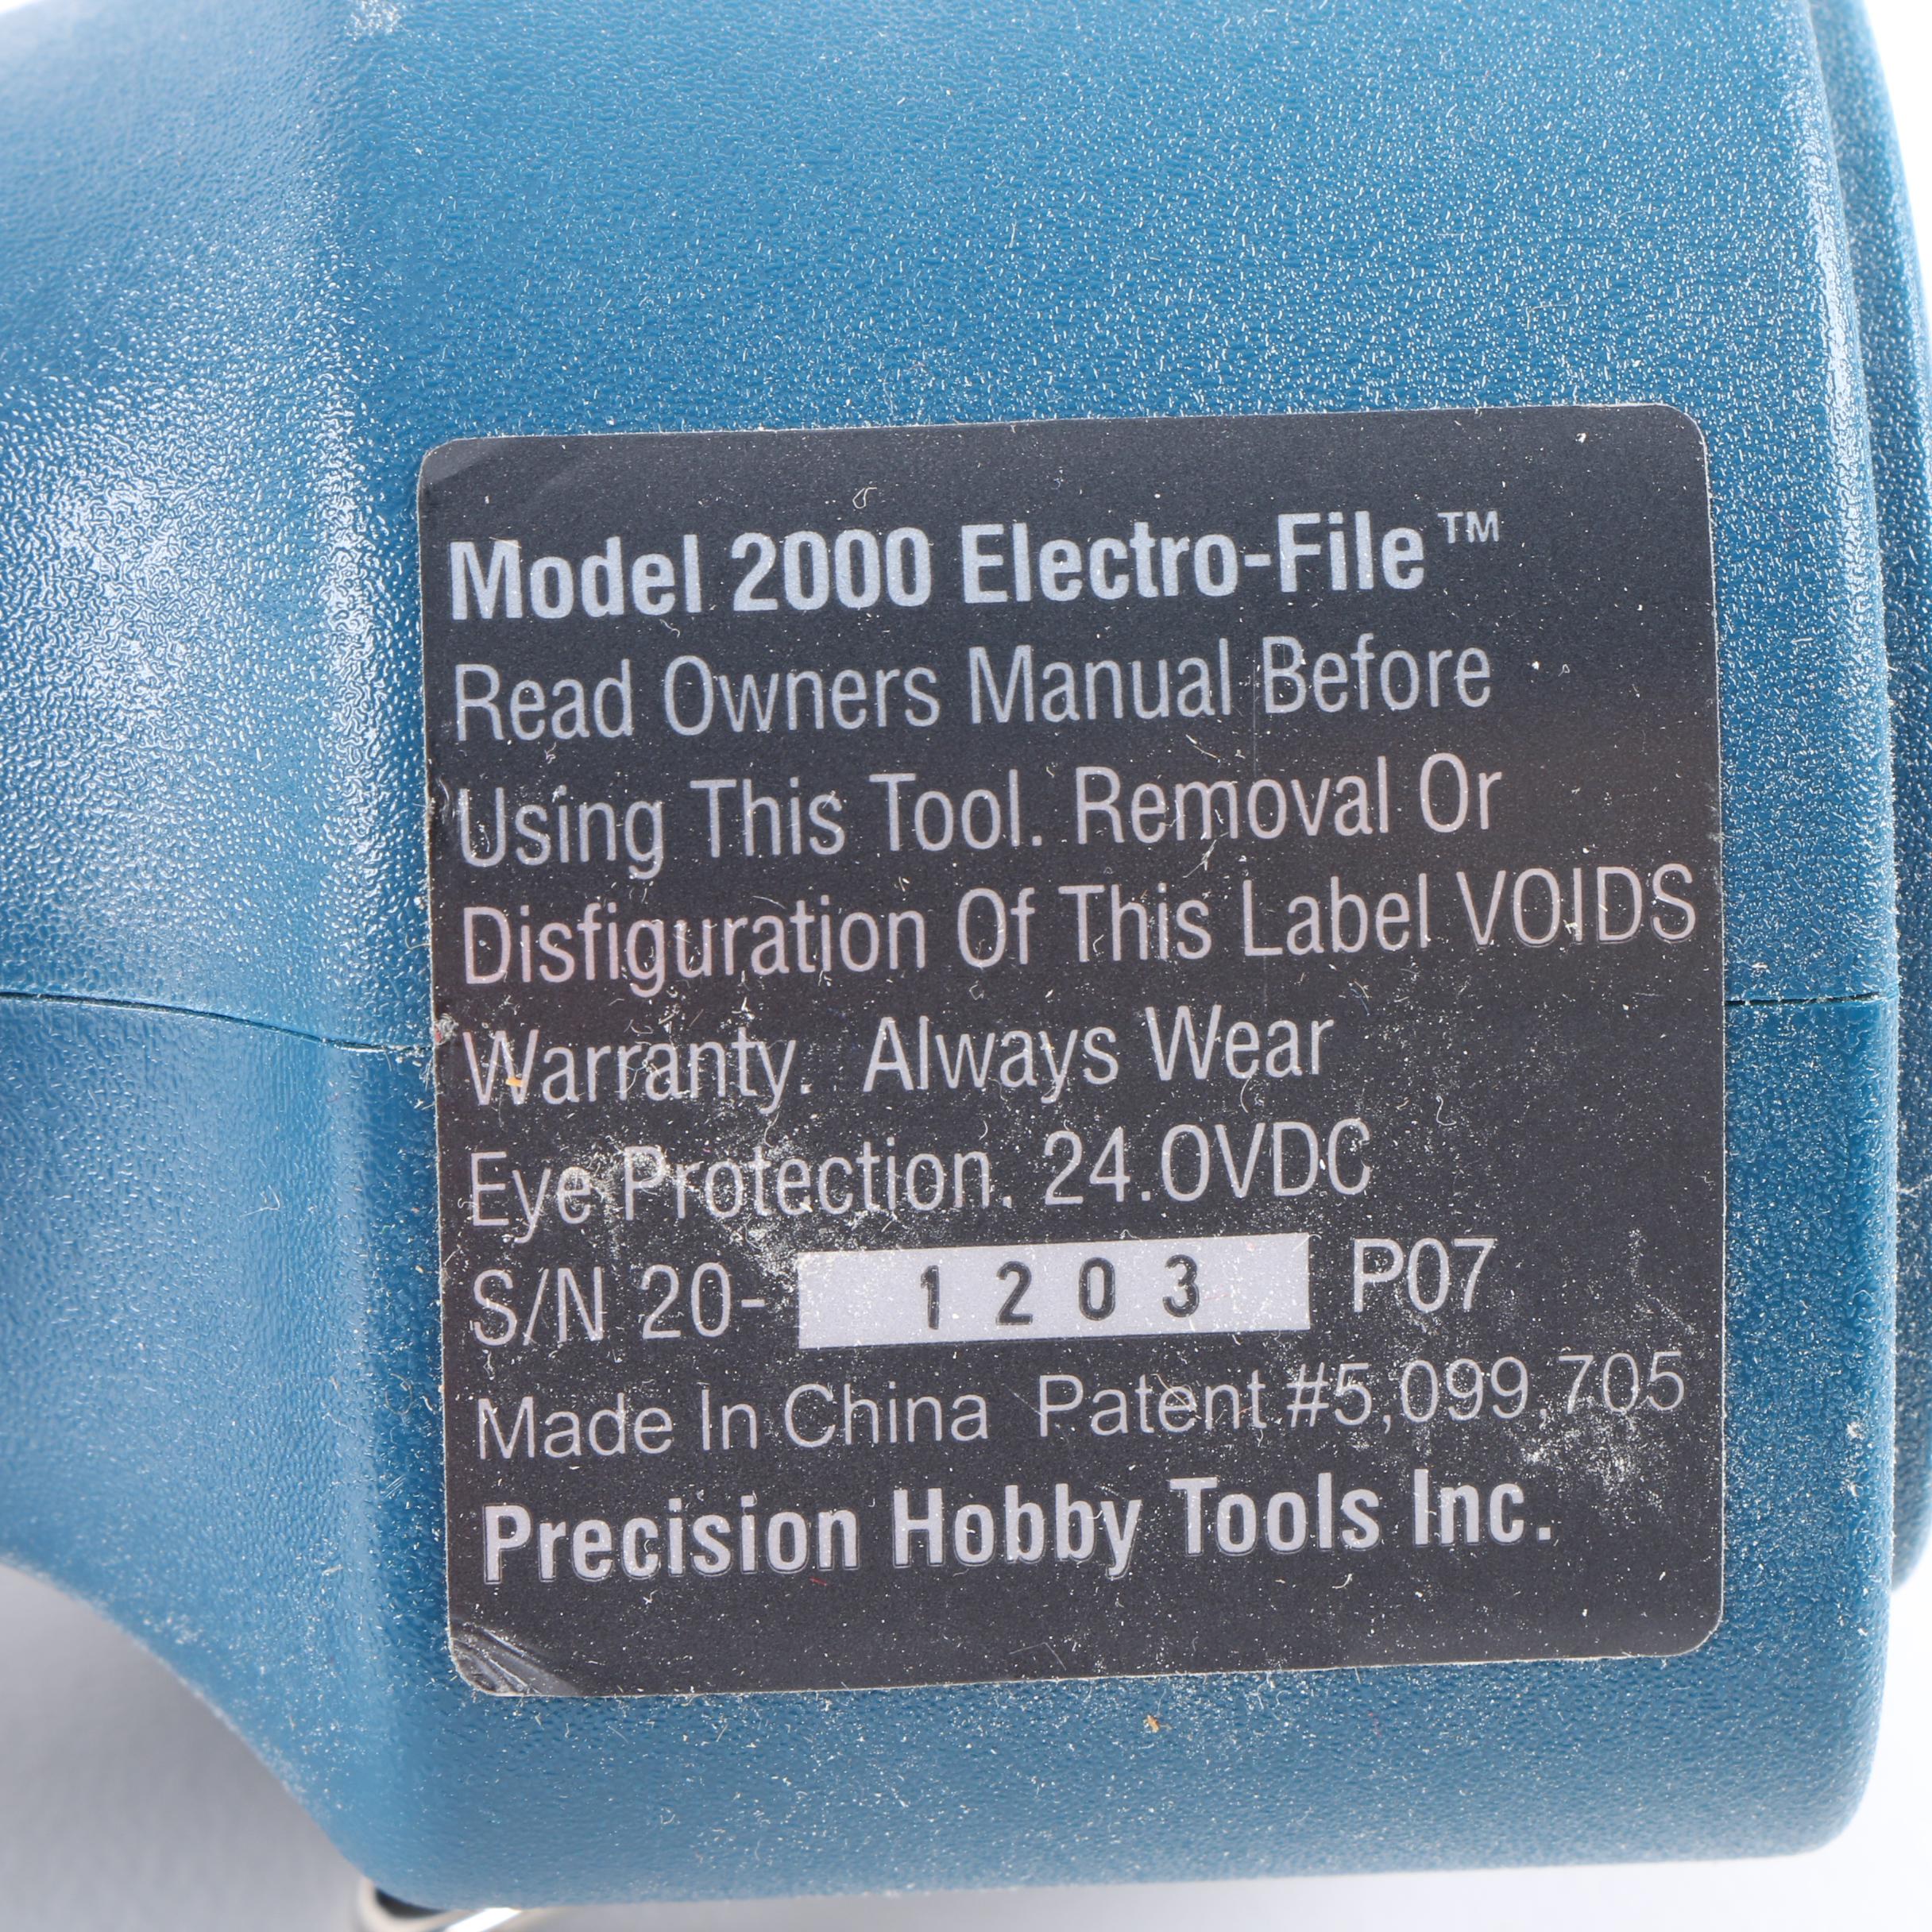 Model 2000 Electro-File™
Read Owners Manual Before
Using This Tool. Removal Or
Disfiguration Of This Label VOIDS
Warranty. Always Wear
Eye Protection. 24.0VDC
S/N 20- 1203 P07
Made In China Patent #5,099,705
Precision Hobby Tools Inc.